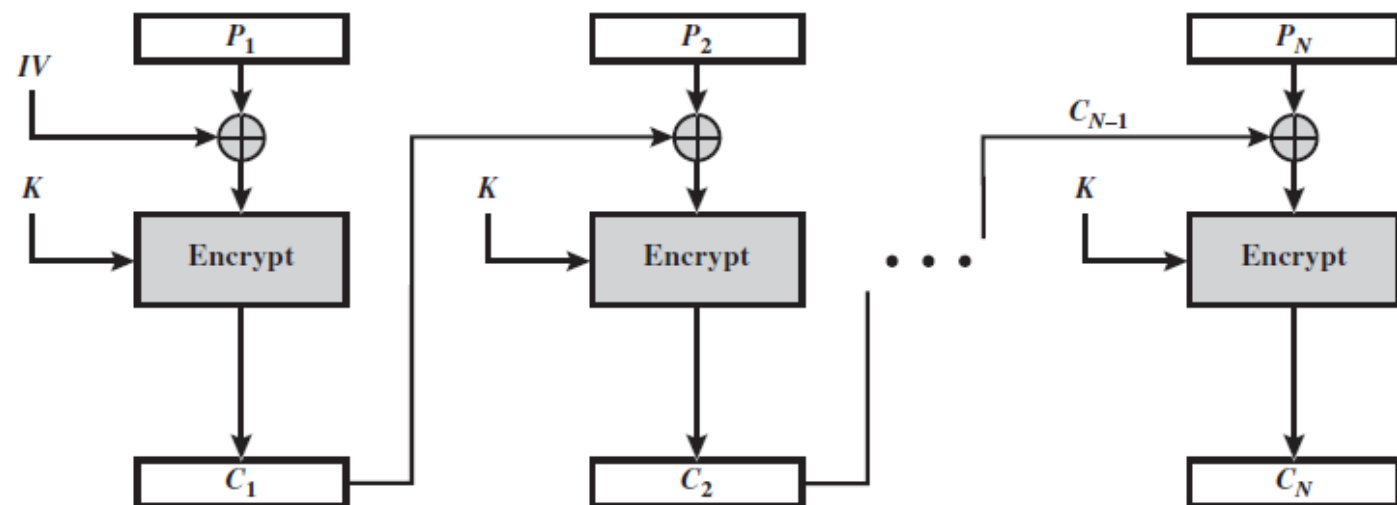 P1 P2 PN
IV
CN–1
K K K
Encrypt Encrypt Encrypt
• • •
C1 C2 CN